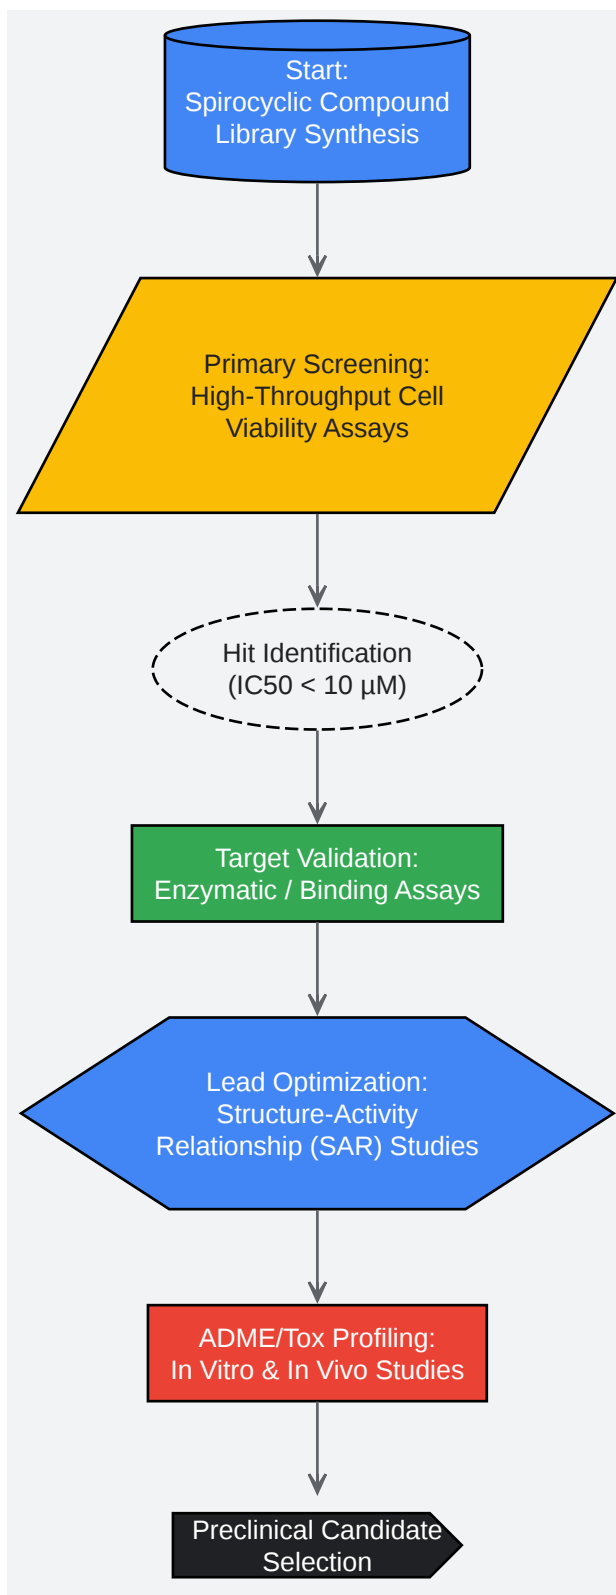 Start:
Spirocyclic Compound
Library Synthesis
Primary Screening:
High-Throughput Cell
Viability Assays
Hit Identification
(IC50 < 10 µM)
Target Validation:
Enzymatic / Binding Assays
Lead Optimization:
Structure-Activity
Relationship (SAR) Studies
ADME/Tox Profiling:
In Vitro & In Vivo Studies
Preclinical Candidate
Selection